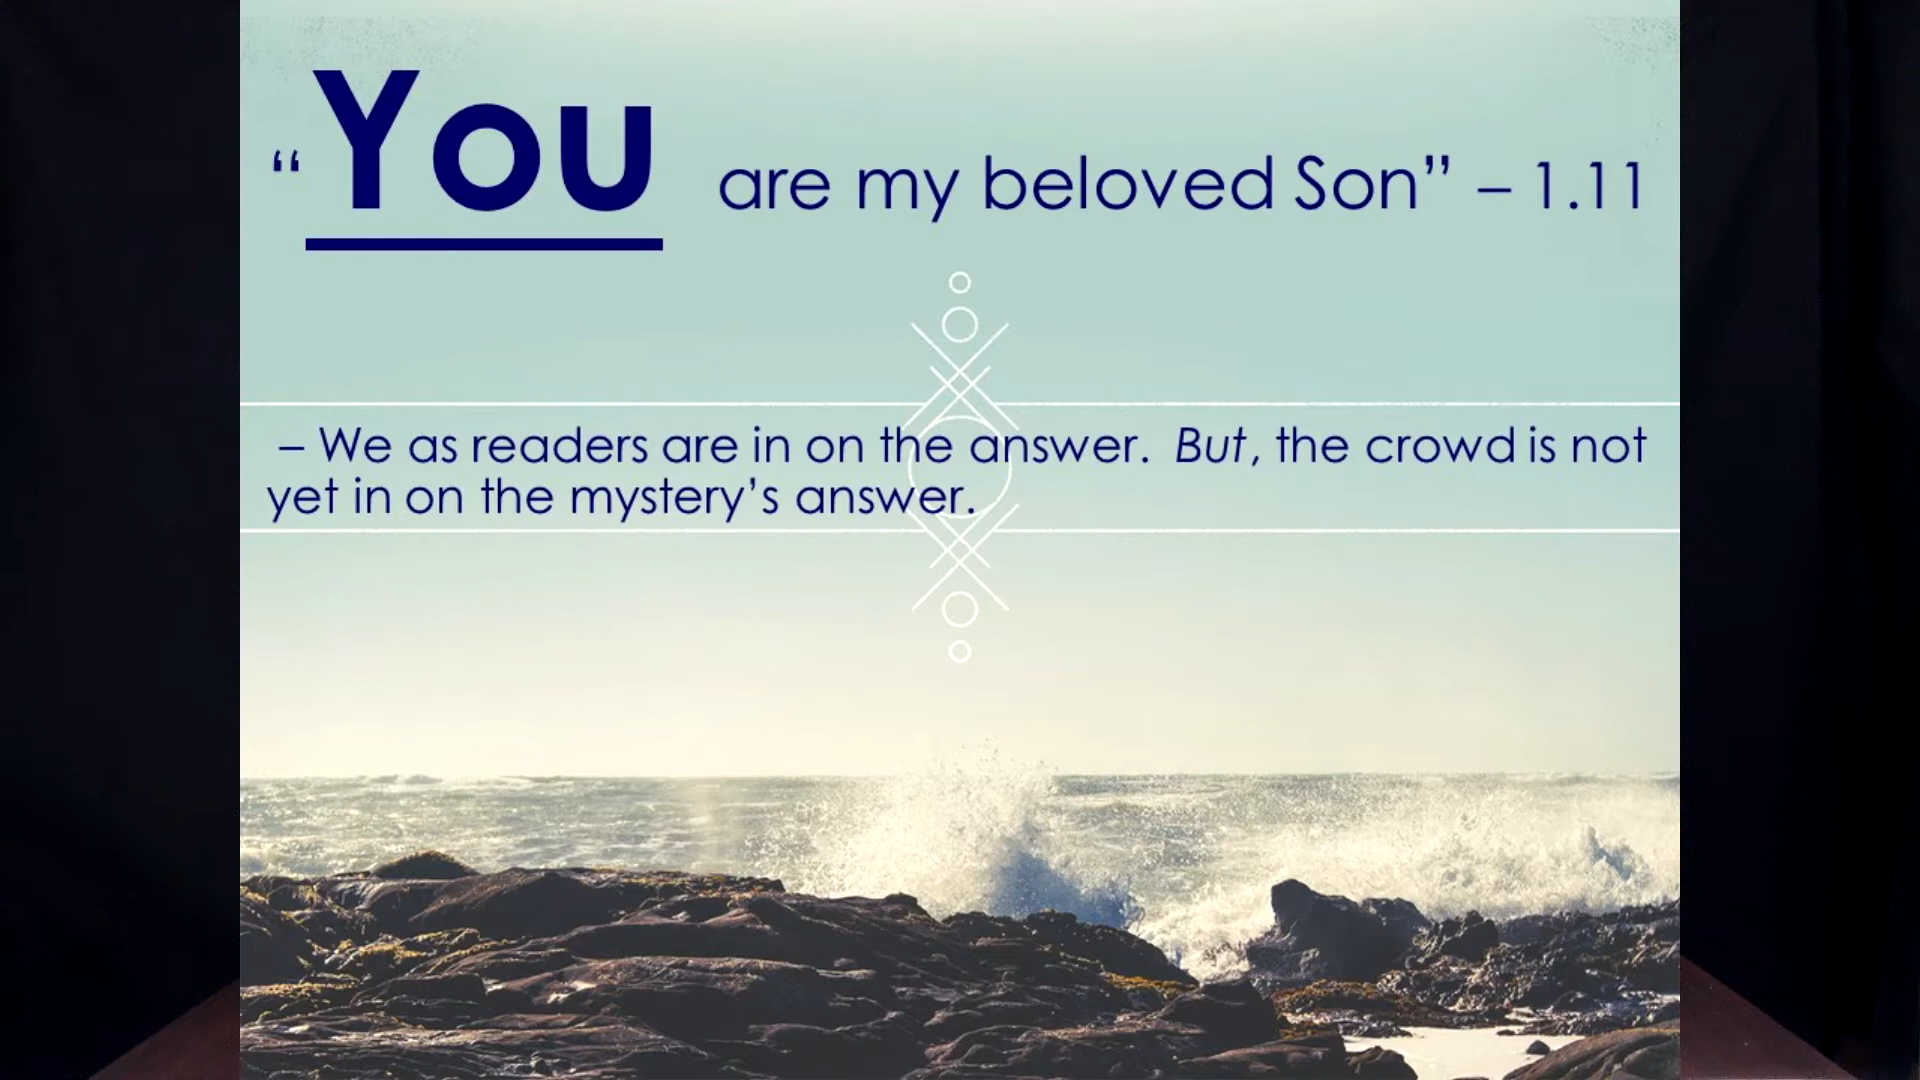 “You are my beloved Son” – 1.11
– We as readers are in on the answer. But, the crowd is not
yet in on the mystery’s answer.